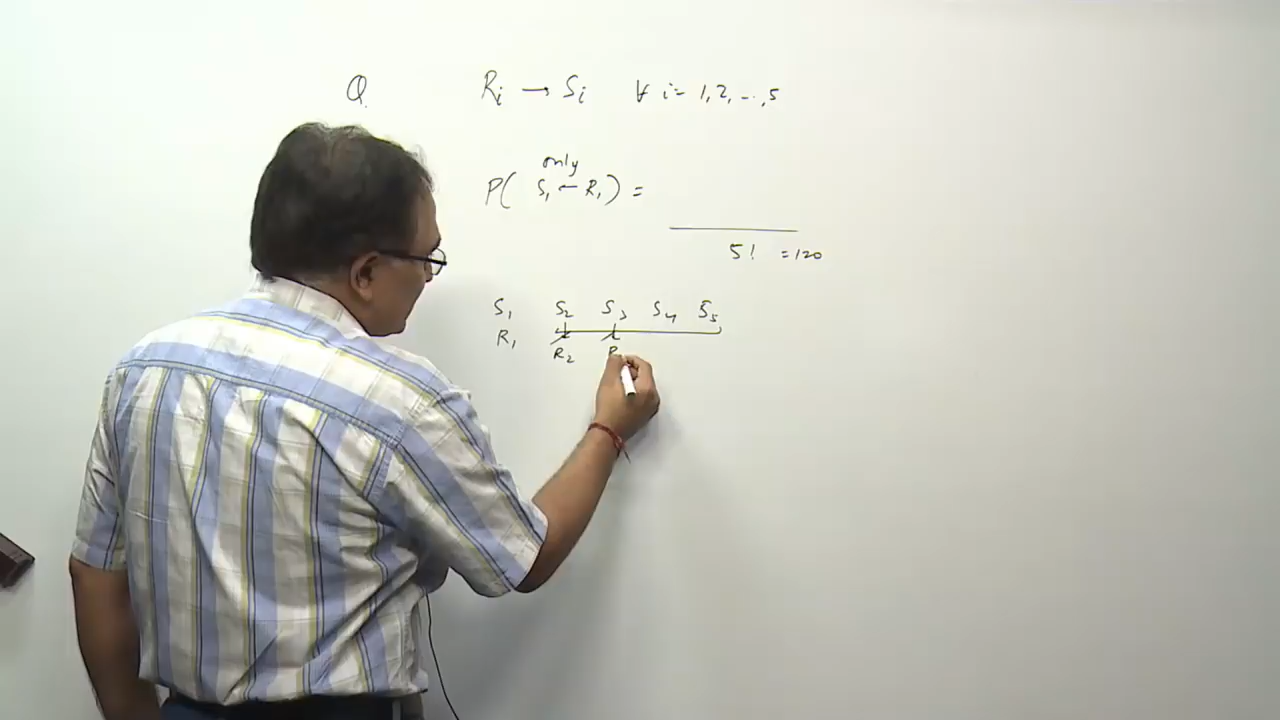 Q Ri → Si ∀ i = 1, 2, ..., 5
only
P( S1 ← R1 ) =
5! = 120
S1 S2 S3 S4 S5
R1
R2 R